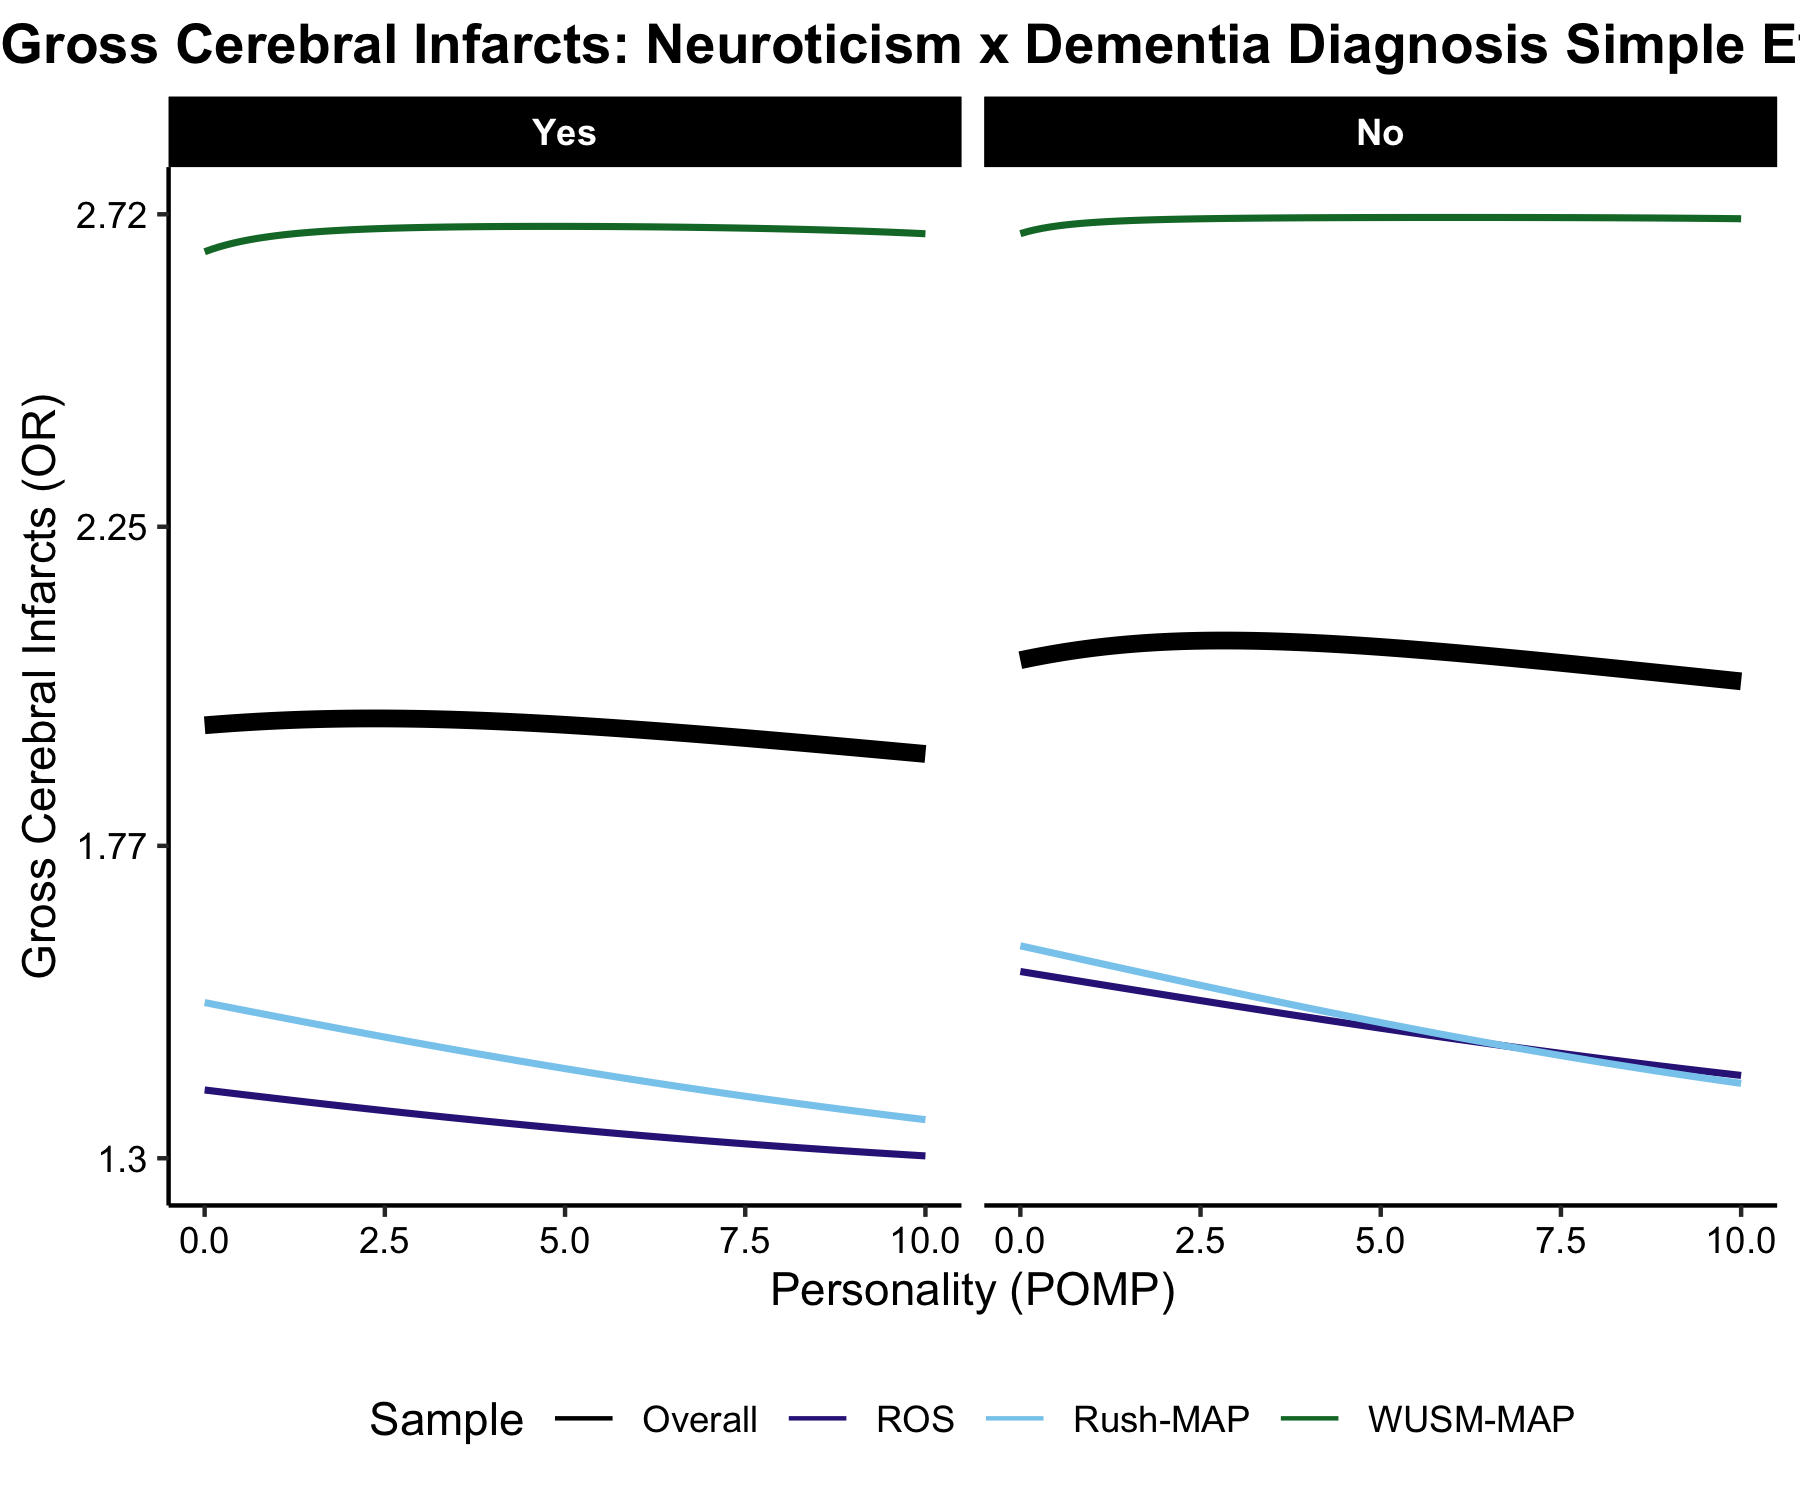 Gross Cerebral Infarcts: Neuroticism x Dementia Diagnosis Simple
Yes No
2.72
2.25
1.77
1.3
Gross Cerebral Infarcts (OR)
0.0 2.5 5.0 7.5 10.0 0.0 2.5 5.0 7.5 10.0
Personality (POMP)
Sample Overall ROS Rush-MAP WUSM-MAP